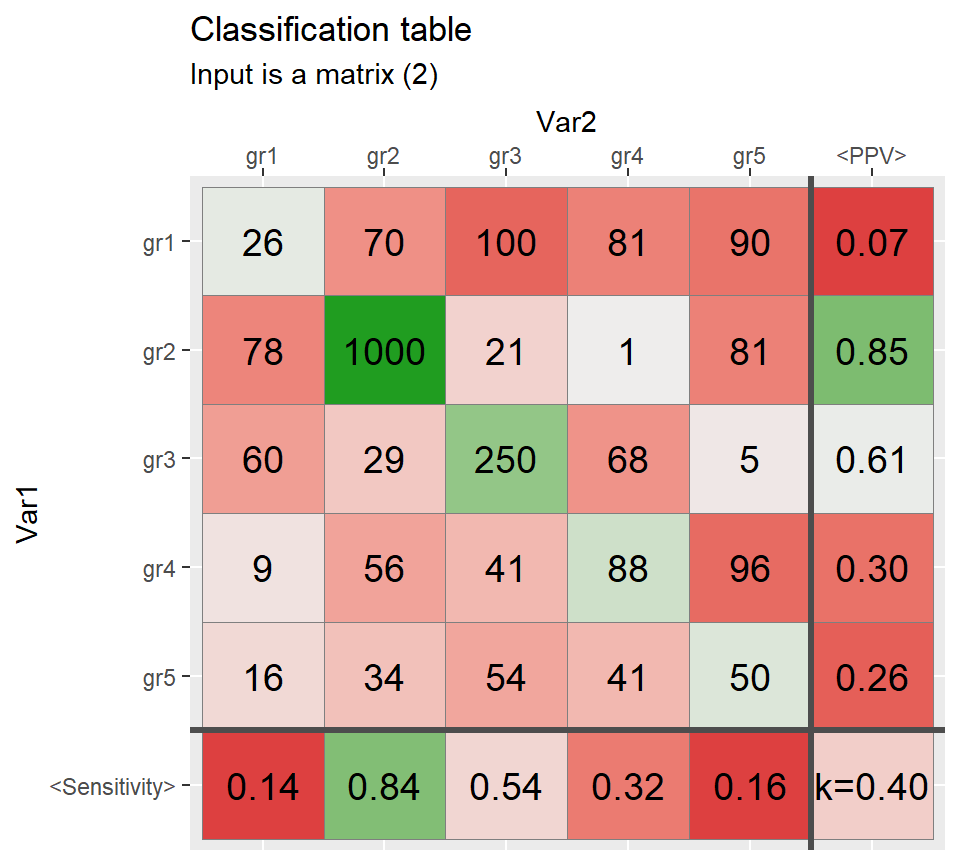 Classification table
Input is a matrix (2)
Var2
gr1 gr2 gr3 gr4 gr5 <PPV>
gr1 26 70 100 81 90 0.07
gr2 78 1000 21 1 81 0.85
gr3 60 29 250 68 5 0.61
Var1
gr4 9 56 41 88 96 0.30
gr5 16 34 54 41 50 0.26
<Sensitivity> 0.14 0.84 0.54 0.32 0.16 k=0.40